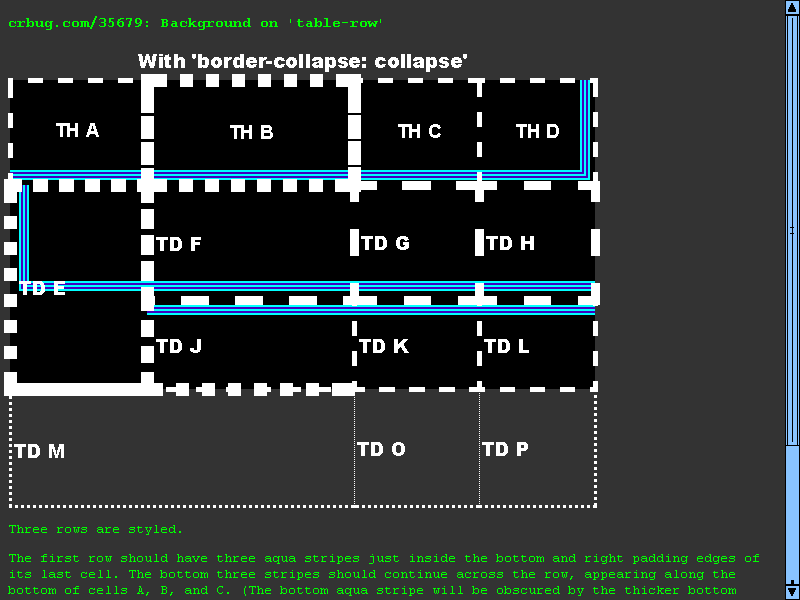 crbug.com/35679: Background on 'table-row'
With 'border-collapse: collapse'
TH A
TH B
TH C
TH D
TD E
TD F
TD G
TD H
TD J
TD K
TD L
TD M
TD O
TD P
Three rows are styled.
The first row should have three aqua stripes just inside the bottom and right padding edges of
its last cell. The bottom three stripes should continue across the row, appearing along the
bottom of cells A, B, and C. (The bottom aqua stripe will be obscured by the thicker bottom